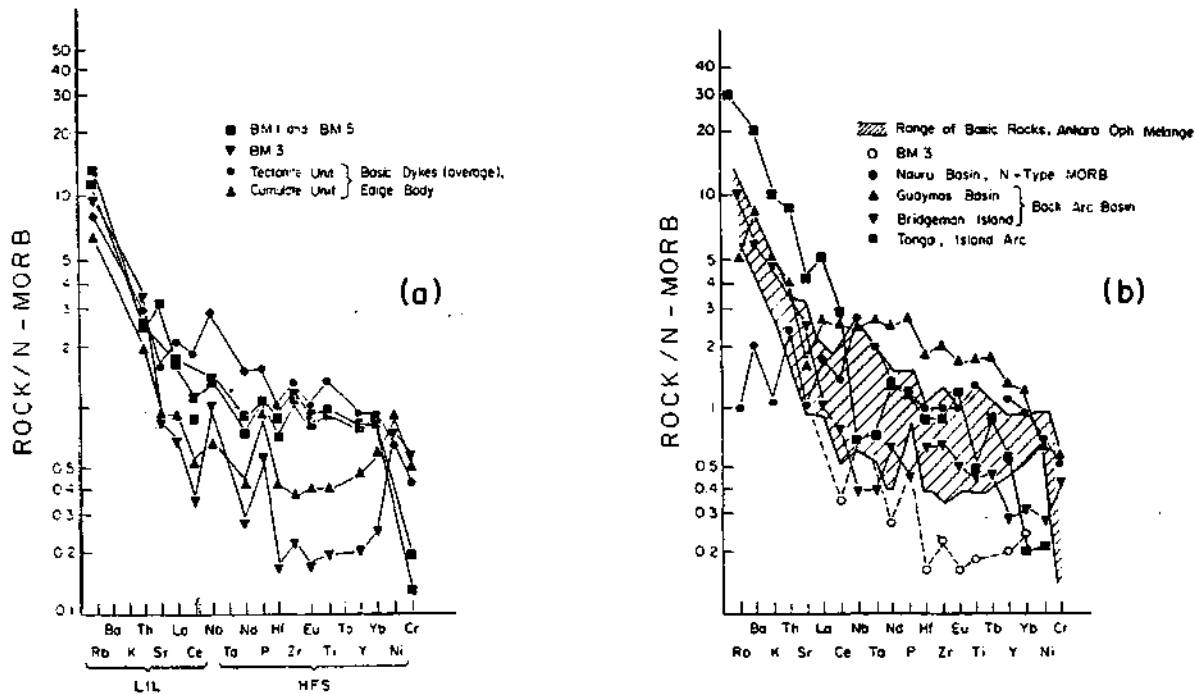 50
40
30
20
10
5
3
2
1
0.5
0.4
0.3
0.2
0.1
ROCK/N-MORB
■ BM 1 and BM 5
▼ BM 3
● Tectonite Unit
▲ Cumulate Unit
Basic Dykes (average),
Edige Body
(a)
Ba Th La Nb Nd Hf Eu Tb Yb Cr
Rb K Sr Ce Ta P Zr Ti Y Ni
LIL HFS
40
30
20
10
5
4
3
2
1
0.5
0.4
0.3
0.2
ROCK/N-MORB
Range of Basic Rocks, Ankara Oph Melange
○ BM 3
● Nauru Basin, N-Type MORB
▲ Guaymas Basin
▼ Bridgeman Island
Back Arc Basin
■ Tonga, Island Arc
(b)
Ba Th La Nb Nd Hf Eu Tb Yb Cr
Rb K Sr Ce Ta P Zr Ti Y Ni